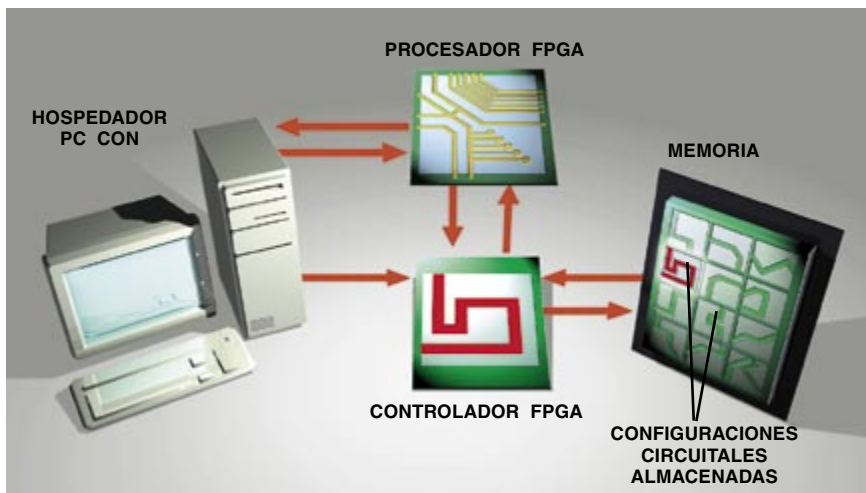 PROCESADOR FPGA
HOSPEDADOR
PC CON
MEMORIA
CONTROLADOR FPGA
CONFIGURACIONES
CIRCUITALES
ALMACENADAS